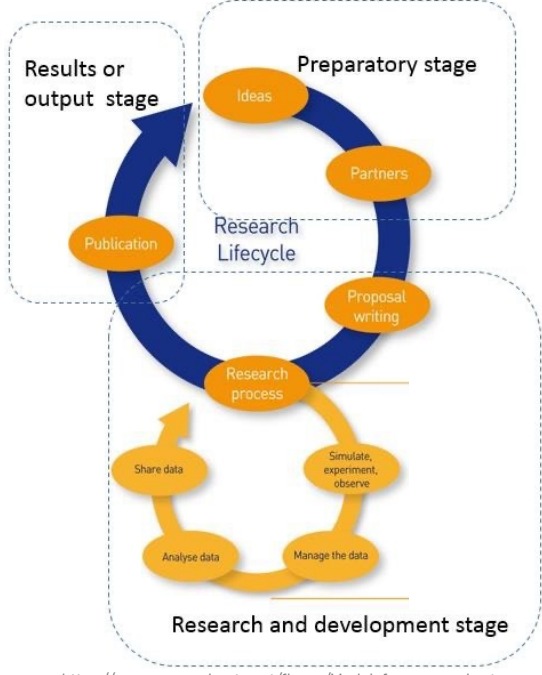 Results or
output stage
Preparatory stage
Ideas
Partners
Publication
Research
Lifecycle
Proposal
writing
Research
process
Share data
Simulate,
experiment,
observe
Analyse data
Manage the data
Research and development stage